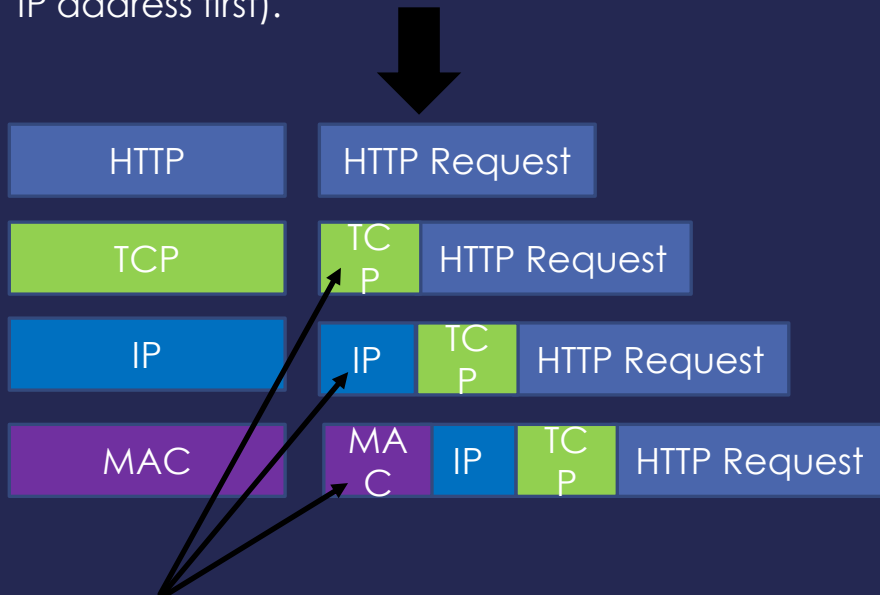 IP address first).
HTTP
HTTP Request
TCP
TC
P
HTTP Request
IP
IP
TC
P
HTTP Request
MAC
MA
C
IP
TC
P
HTTP Request